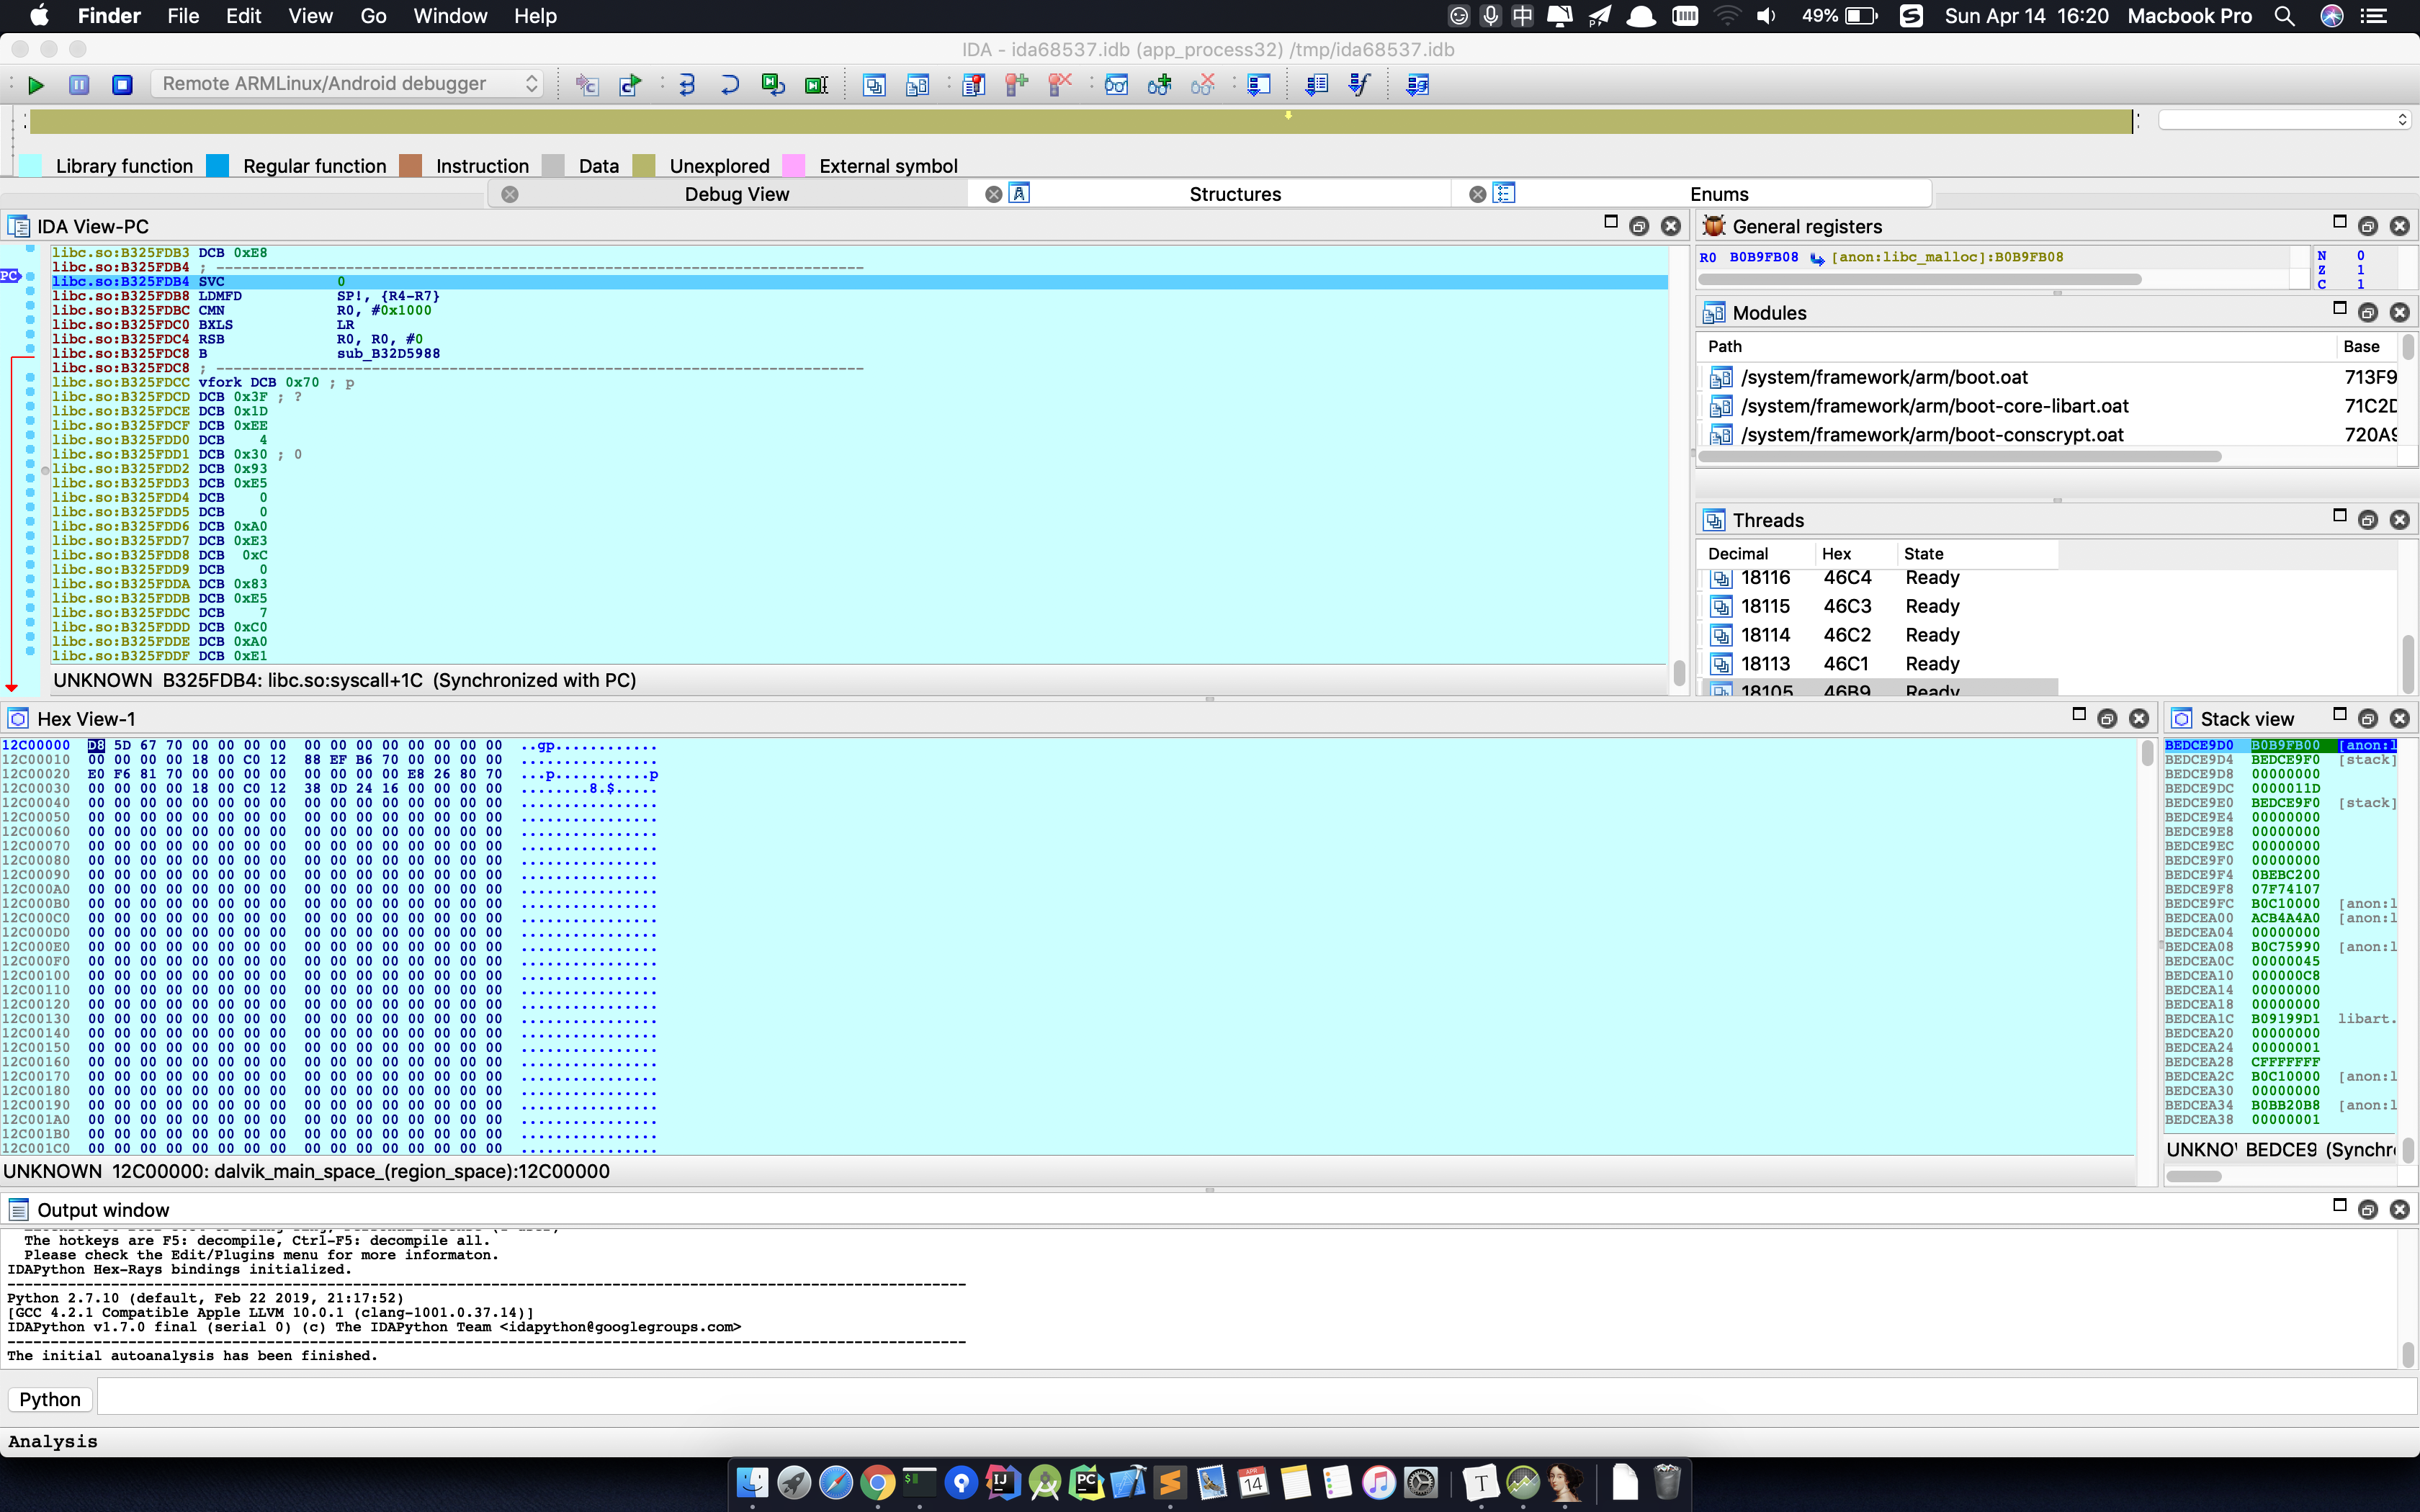 Finder File Edit View Go Window Help 中 49% Sun Apr 14 16:20 Macbook Pro
IDA - ida68537.idb (app_process32) /tmp/ida68537.idb
Remote ARMLinux/Android debugger
Library function Regular function Instruction Data Unexplored External symbol
Debug View Structures Enums
IDA View-PC
PC
libc.so:B325FDB3 DCB 0xE8
libc.so:B325FDB4 ; ---------------------------------------------------------------------------
libc.so:B325FDB4 SVC 0
libc.so:B325FDB8 LDMFD SP!, {R4-R7}
libc.so:B325FDBC CMN R0, #0x1000
libc.so:B325FDC0 BXLS LR
libc.so:B325FDC4 RSB R0, R0, #0
libc.so:B325FDC8 B sub_B32D5988
libc.so:B325FDC8 ; ---------------------------------------------------------------------------
libc.so:B325FDCC vfork DCB 0x70 ; p
libc.so:B325FDCD DCB 0x3F ; ?
libc.so:B325FDCE DCB 0x1D
libc.so:B325FDCF DCB 0xEE
libc.so:B325FDD0 DCB 4
libc.so:B325FDD1 DCB 0x30 ; 0
libc.so:B325FDD2 DCB 0x93
libc.so:B325FDD3 DCB 0xE5
libc.so:B325FDD4 DCB 0
libc.so:B325FDD5 DCB 0
libc.so:B325FDD6 DCB 0xA0
libc.so:B325FDD7 DCB 0xE3
libc.so:B325FDD8 DCB 0xC
libc.so:B325FDD9 DCB 0
libc.so:B325FDDA DCB 0x83
libc.so:B325FDDB DCB 0xE5
libc.so:B325FDDC DCB 7
libc.so:B325FDDD DCB 0xC0
libc.so:B325FDDE DCB 0xA0
libc.so:B325FDDF DCB 0xE1
UNKNOWN B325FDB4: libc.so:syscall+1C (Synchronized with PC)
General registers
R0 B0B9FB08 [anon:libc_malloc]:B0B9FB08
N 0
Z 1
C 1
Modules
Path Base
/system/framework/arm/boot.oat 713F9
/system/framework/arm/boot-core-libart.oat 71C2D
/system/framework/arm/boot-conscrypt.oat 720A9
Threads
Decimal Hex State
18116 46C4 Ready
18115 46C3 Ready
18114 46C2 Ready
18113 46C1 Ready
18105 46B9 Ready
Hex View-1
12C00000 D8 5D 67 70 00 00 00 00 00 00 00 00 00 00 00 00 ..gp............
12C00010 00 00 00 00 18 00 C0 12 88 EF B6 70 00 00 00 00 ................
12C00020 E0 F6 81 70 00 00 00 00 00 00 00 00 E8 26 80 70 ...p...........p
12C00030 00 00 00 00 18 00 C0 12 38 0D 24 16 00 00 00 00 ........8.$.....
12C00040 00 00 00 00 00 00 00 00 00 00 00 00 00 00 00 00 ................
12C00050 00 00 00 00 00 00 00 00 00 00 00 00 00 00 00 00 ................
12C00060 00 00 00 00 00 00 00 00 00 00 00 00 00 00 00 00 ................
12C00070 00 00 00 00 00 00 00 00 00 00 00 00 00 00 00 00 ................
12C00080 00 00 00 00 00 00 00 00 00 00 00 00 00 00 00 00 ................
12C00090 00 00 00 00 00 00 00 00 00 00 00 00 00 00 00 00 ................
12C000A0 00 00 00 00 00 00 00 00 00 00 00 00 00 00 00 00 ................
12C000B0 00 00 00 00 00 00 00 00 00 00 00 00 00 00 00 00 ................
12C000C0 00 00 00 00 00 00 00 00 00 00 00 00 00 00 00 00 ................
12C000D0 00 00 00 00 00 00 00 00 00 00 00 00 00 00 00 00 ................
12C000E0 00 00 00 00 00 00 00 00 00 00 00 00 00 00 00 00 ................
12C000F0 00 00 00 00 00 00 00 00 00 00 00 00 00 00 00 00 ................
12C00100 00 00 00 00 00 00 00 00 00 00 00 00 00 00 00 00 ................
12C00110 00 00 00 00 00 00 00 00 00 00 00 00 00 00 00 00 ................
12C00120 00 00 00 00 00 00 00 00 00 00 00 00 00 00 00 00 ................
12C00130 00 00 00 00 00 00 00 00 00 00 00 00 00 00 00 00 ................
12C00140 00 00 00 00 00 00 00 00 00 00 00 00 00 00 00 00 ................
12C00150 00 00 00 00 00 00 00 00 00 00 00 00 00 00 00 00 ................
12C00160 00 00 00 00 00 00 00 00 00 00 00 00 00 00 00 00 ................
12C00170 00 00 00 00 00 00 00 00 00 00 00 00 00 00 00 00 ................
12C00180 00 00 00 00 00 00 00 00 00 00 00 00 00 00 00 00 ................
12C00190 00 00 00 00 00 00 00 00 00 00 00 00 00 00 00 00 ................
12C001A0 00 00 00 00 00 00 00 00 00 00 00 00 00 00 00 00 ................
12C001B0 00 00 00 00 00 00 00 00 00 00 00 00 00 00 00 00 ................
12C001C0 00 00 00 00 00 00 00 00 00 00 00 00 00 00 00 00 ................
UNKNOWN 12C00000: dalvik_main_space_(region_space):12C00000
Stack view
BEDCE9D0 B0B9FB00 [anon:l
BEDCE9D4 BEDCE9F0 [stack]
BEDCE9D8 00000000
BEDCE9DC 0000011D
BEDCE9E0 BEDCE9F0 [stack]
BEDCE9E4 00000000
BEDCE9E8 00000000
BEDCE9EC 00000000
BEDCE9F0 00000000
BEDCE9F4 0BEBC200
BEDCE9F8 07F74107
BEDCE9FC B0C10000 [anon:l
BEDCEA00 ACB4A4A0 [anon:l
BEDCEA04 00000000
BEDCEA08 B0C75990 [anon:l
BEDCEA0C 00000045
BEDCEA10 000000C8
BEDCEA14 00000000
BEDCEA18 00000000
BEDCEA1C B09199D1 libart.
BEDCEA20 00000000
BEDCEA24 00000001
BEDCEA28 CFFFFFFF
BEDCEA2C B0C10000 [anon:l
BEDCEA30 00000000
BEDCEA34 B0BB20B8 [anon:l
BEDCEA38 00000001
UNKNO BEDCE9 (Synchr
Output window
The hotkeys are F5: decompile, Ctrl-F5: decompile all.
Please check the Edit/Plugins menu for more informaton.
IDAPython Hex-Rays bindings initialized.
Python 2.7.10 (default, Feb 22 2019, 21:17:52)
[GCC 4.2.1 Compatible Apple LLVM 10.0.1 (clang-1001.0.37.14)]
IDAPython v1.7.0 final (serial 0) (c) The IDAPython Team <idapython@googlegroups.com>
The initial autoanalysis has been finished.
Python
Analysis
IJ PC APR 14 T